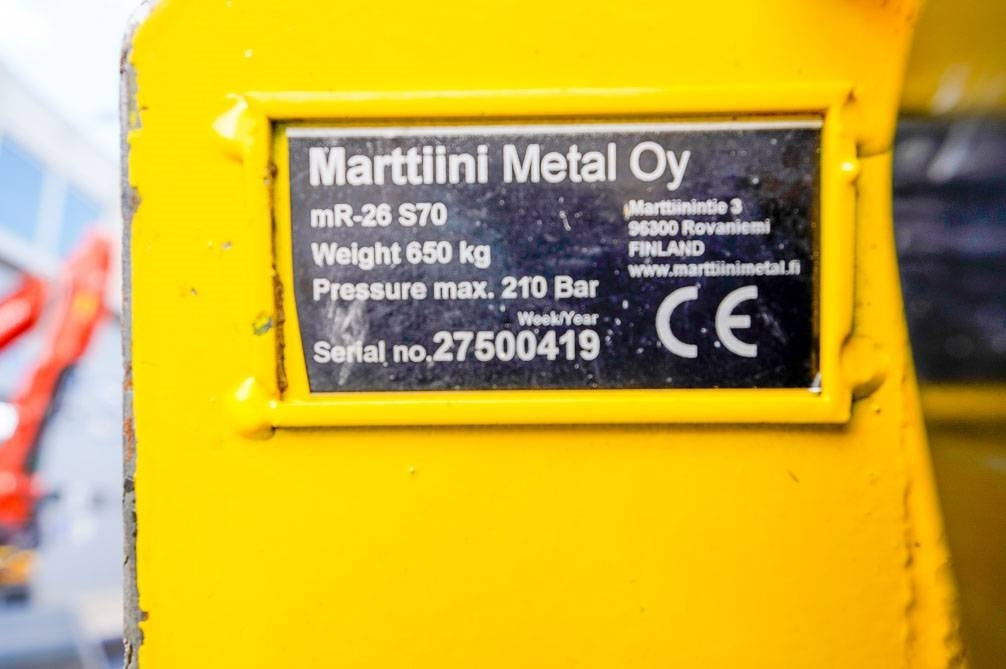 Marttiini Metal Oy
mR-26 S70
Weight 650 kg
Pressure max. 210 Bar
Week/Year
Serial no.27500419
Marttiinintie 3
96300 Rovaniemi
FINLAND
www.marttiinimetal.fi
CE